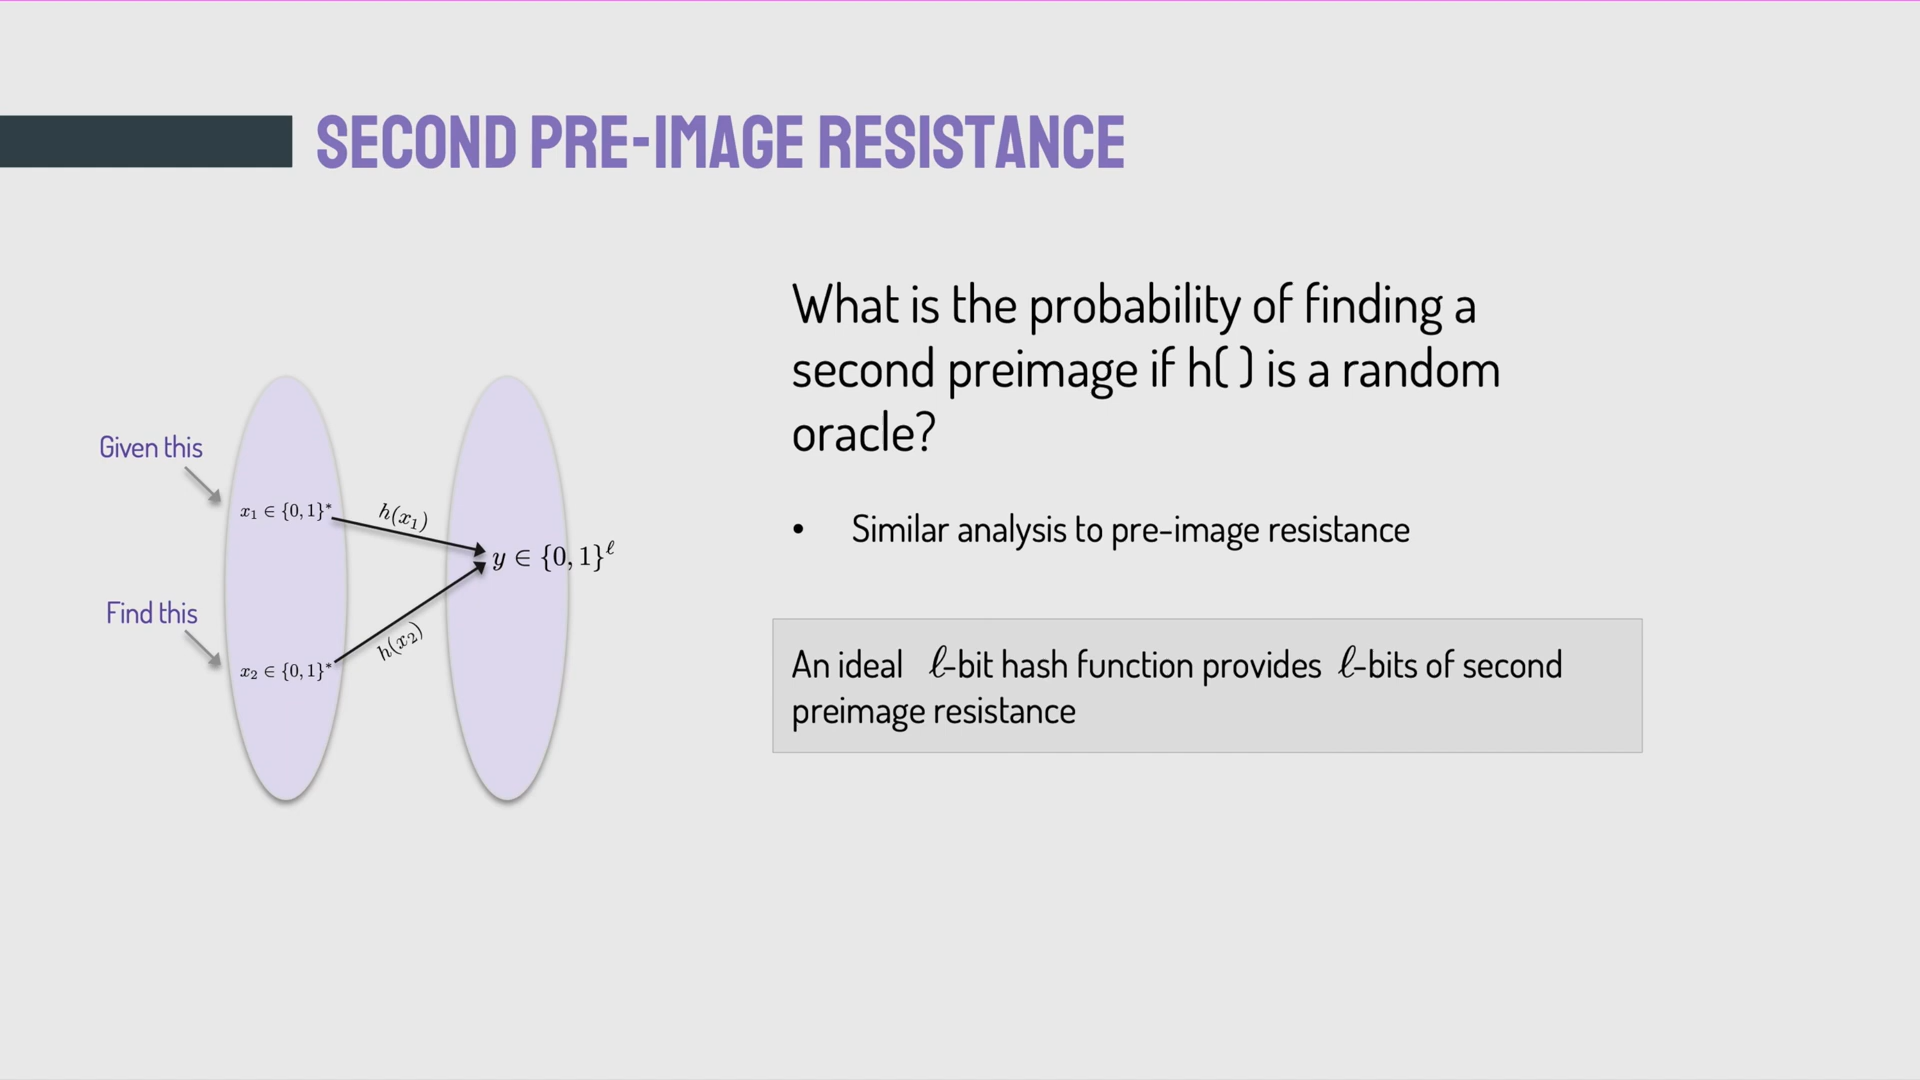 SECOND PRE-IMAGE RESISTANCE
What is the probability of finding a
second preimage if h( ) is a random
oracle?
• Similar analysis to pre-image resistance
An ideal ℓ-bit hash function provides ℓ-bits of second
preimage resistance
Given this
x₁ ∈ {0, 1}*
h(x₁)
y ∈ {0, 1}^ℓ
Find this
x₂ ∈ {0, 1}*
h(x₂)